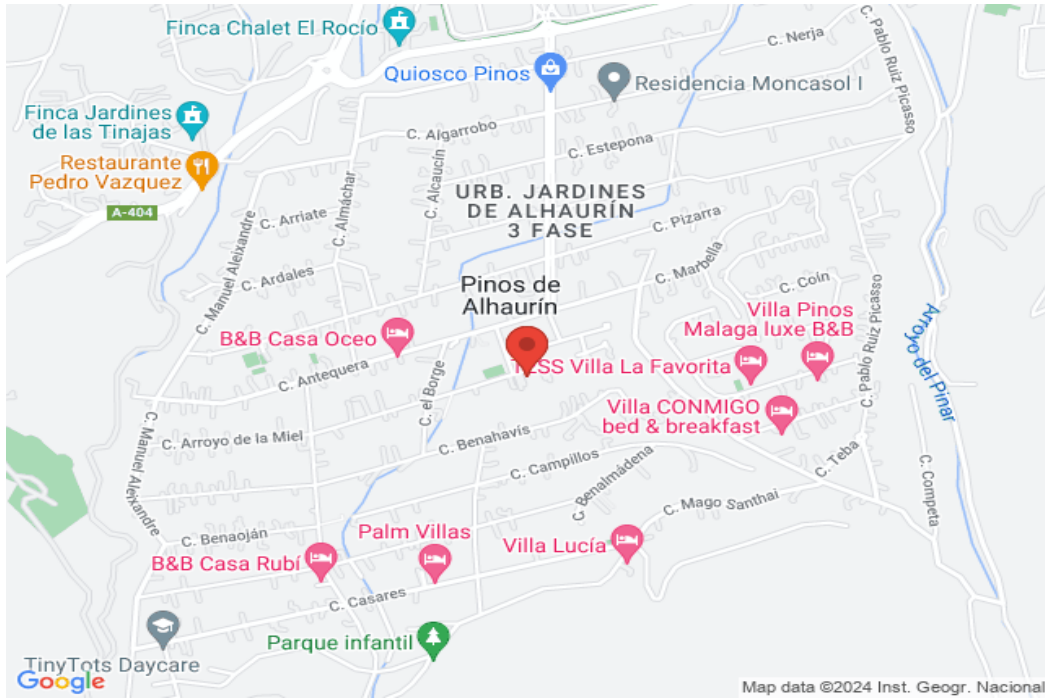 Finca Chalet El Rocío
C. Nerja
C. Pablo Ruiz Picasso
Quiosco Pinos
Residencia Moncasol I
Finca Jardines
de las Tinajas
C. Algarrobo
C. Estepona
Restaurante
Pedro Vazquez
C. Alcaucín
A-404
C. Arriate
C. Almáchar
URB. JARDINES
DE ALHAURÍN
3 FASE
C. Pizarra
C. Manuel Aleixandre
C. Ardales
C. Marbella
Pinos de
Alhaurín
C. Coín
Villa Pinos
Malaga luxe B&B
C. Pablo Ruiz Picasso
Arroyo del Pinar
B&B Casa Oceo
Villa La Favorita
C. Antequera
C. el Borge
Villa CONMIGO
bed & breakfast
C. Arroyo de la Miel
C. Benahavís
C. Manuel Aleixandre
C. Campillos
C. Teba
C. Benalmádena
C. Mago Santhai
C. Competa
C. Benaoján
Palm Villas
Villa Lucía
B&B Casa Rubí
C. Casares
Parque infantil
TinyTots Daycare
Google
Map data ©2024 Inst. Geogr. Nacional